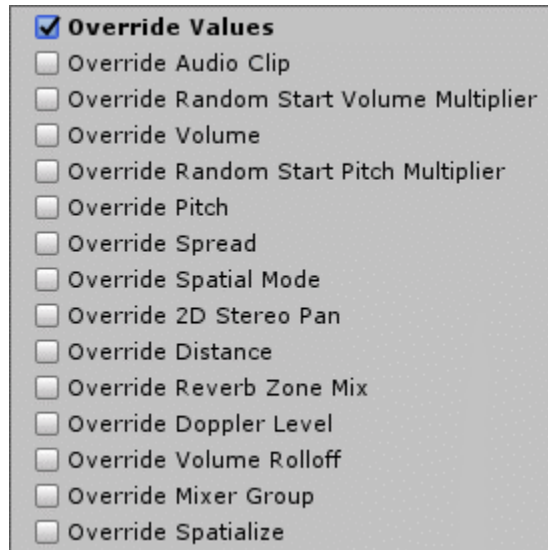 Override Values
Override Audio Clip
Override Random Start Volume Multiplier
Override Volume
Override Random Start Pitch Multiplier
Override Pitch
Override Spread
Override Spatial Mode
Override 2D Stereo Pan
Override Distance
Override Reverb Zone Mix
Override Doppler Level
Override Volume Rolloff
Override Mixer Group
Override Spatialize